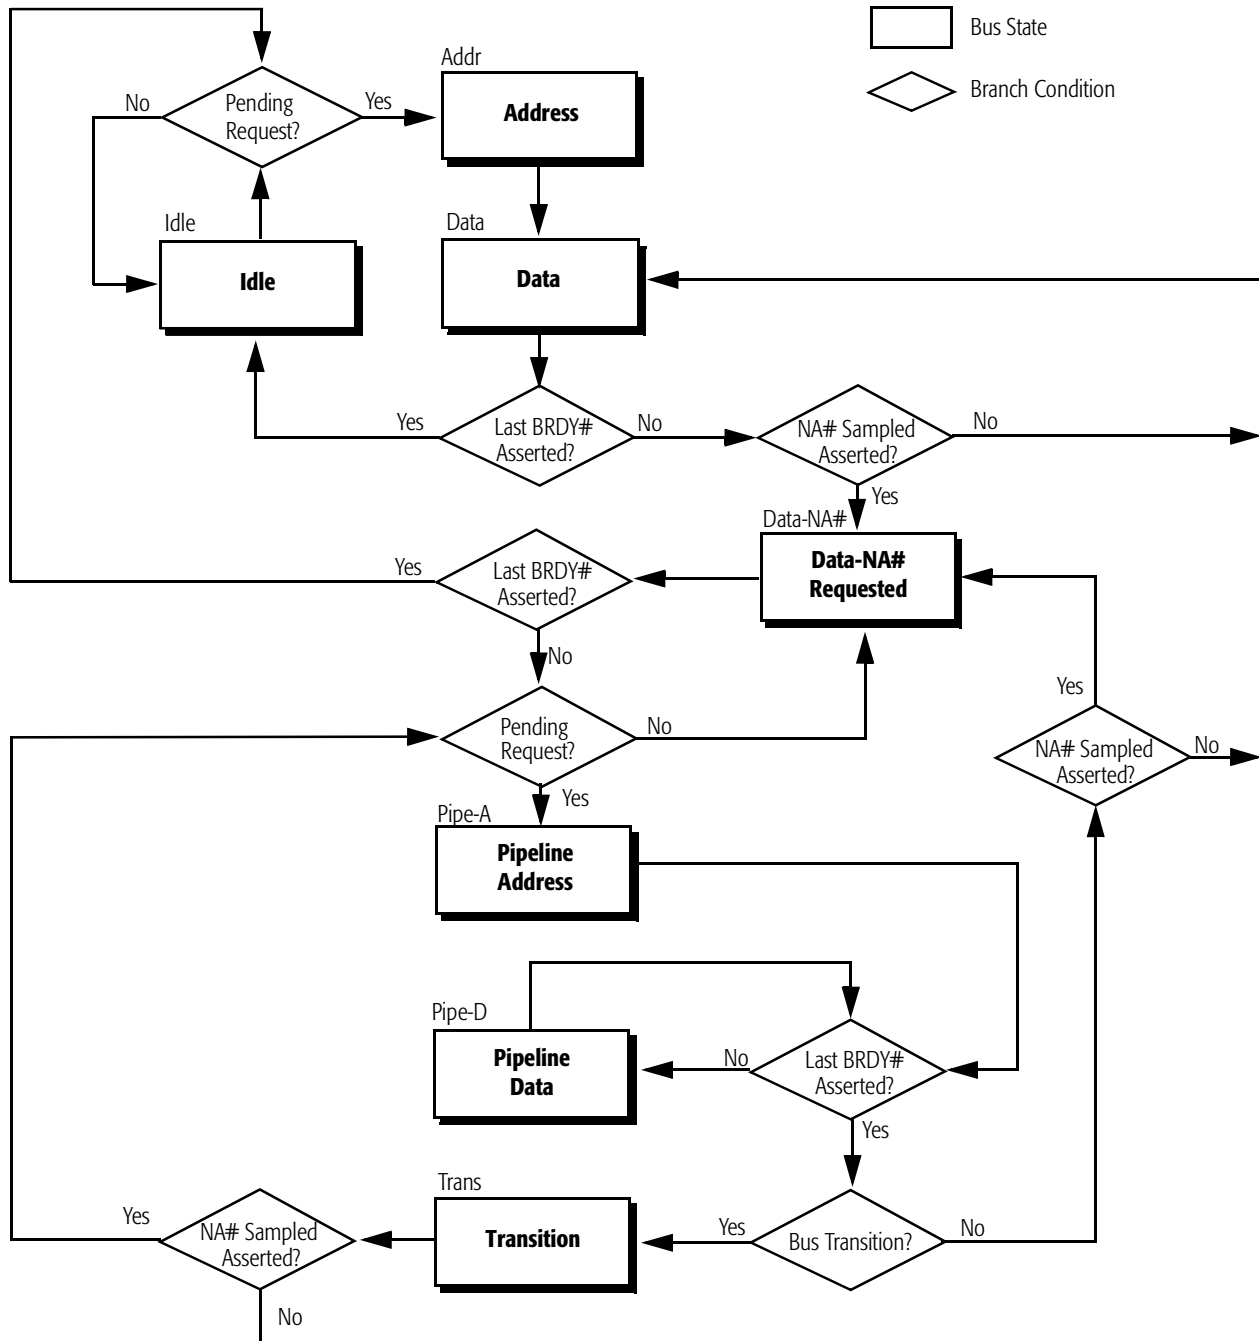 Bus State
Branch Condition
Addr
No
Pending
Request?
Yes
Address
Idle
Idle
Data
Data
Yes
Last BRDY#
Asserted?
No
NA# Sampled
Asserted?
No
Yes
Data-NA#
Data-NA#
Requested
Yes
Last BRDY#
Asserted?
No
Pending
Request?
No
Yes
Yes
NA# Sampled
Asserted?
No
Pipe-A
Pipeline
Address
Pipe-D
Pipeline
Data
No
Last BRDY#
Asserted?
Yes
Trans
Transition
Yes
Bus Transition?
No
Yes
NA# Sampled
Asserted?
No